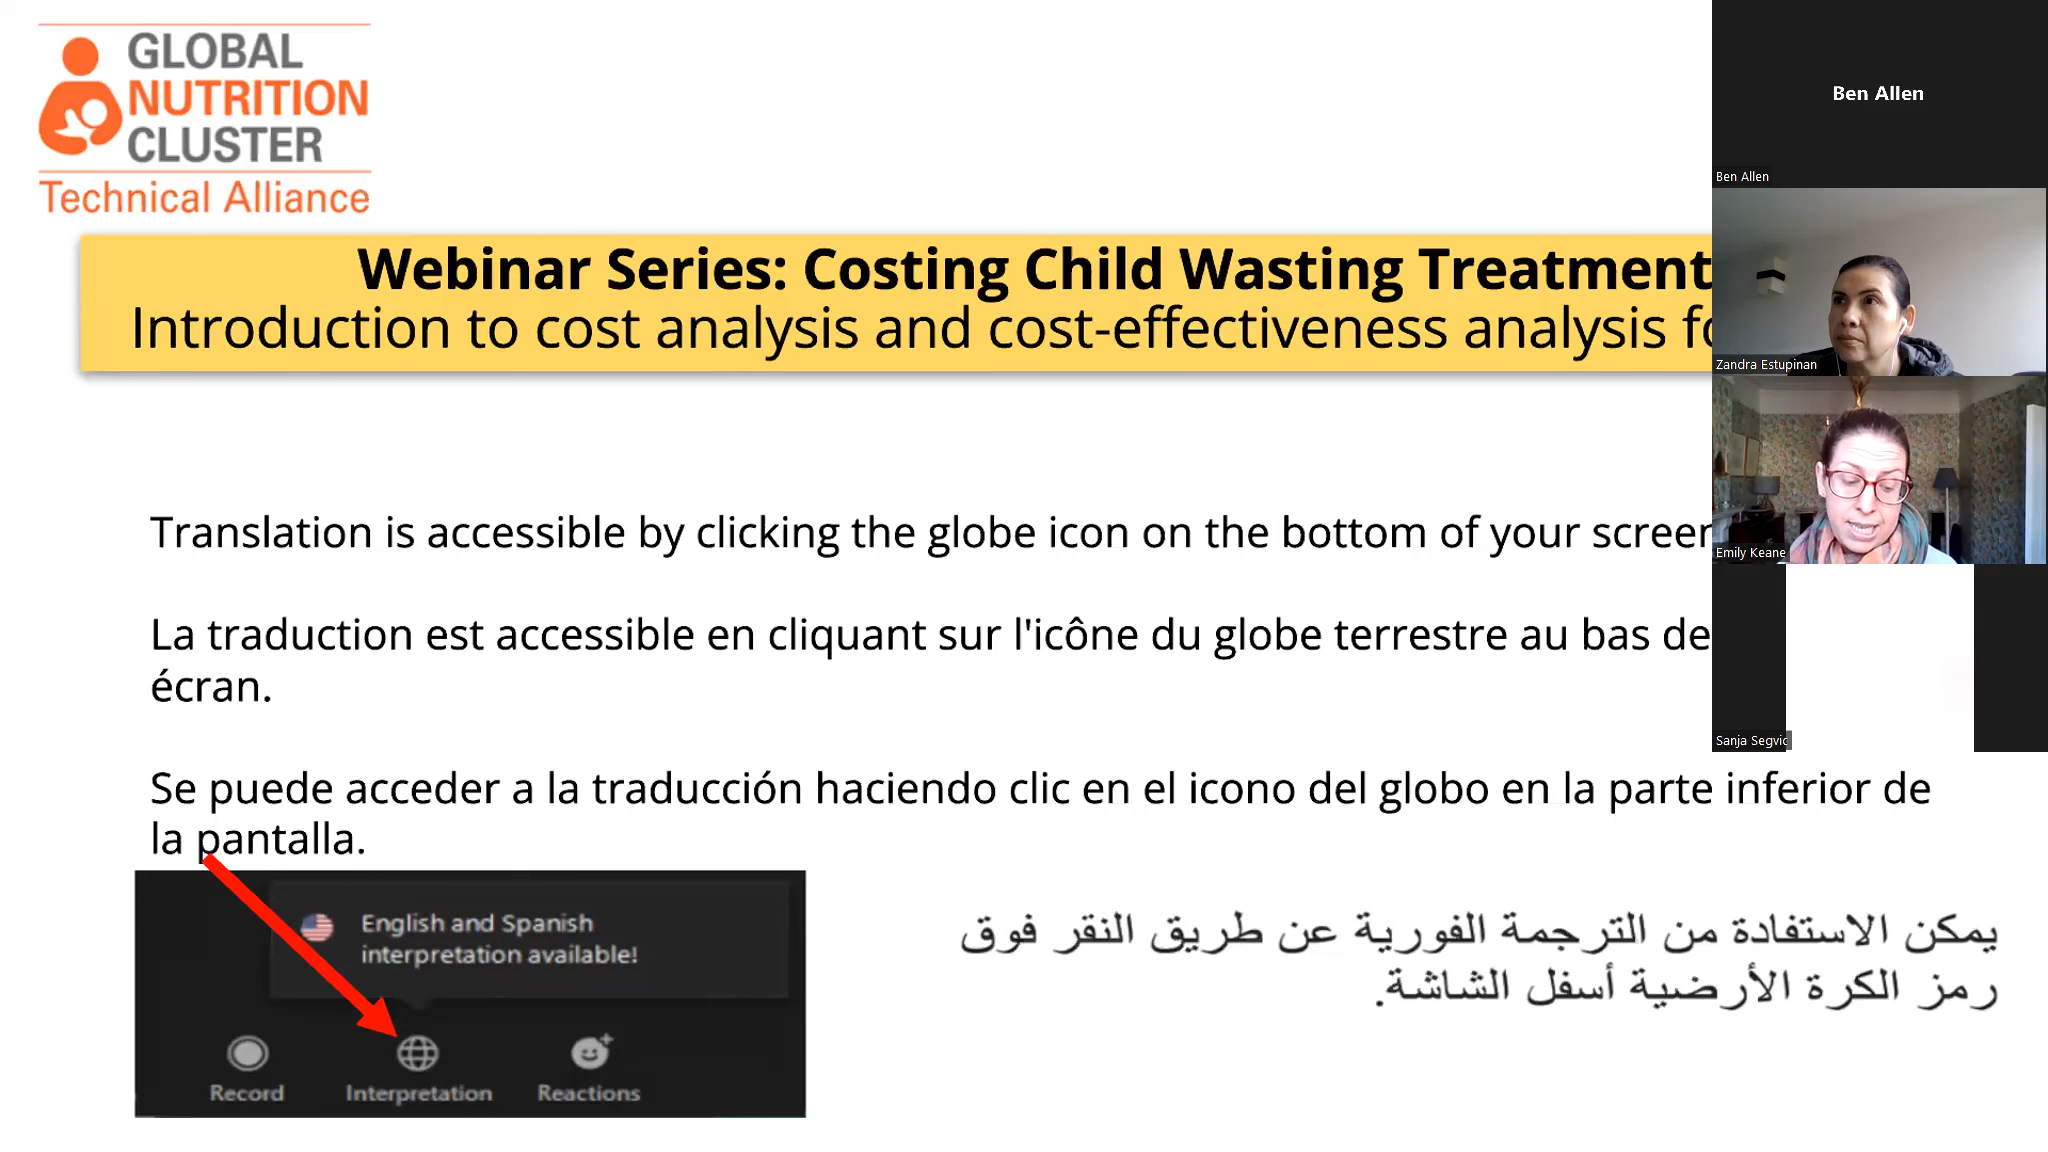 GLOBAL
NUTRITION
CLUSTER
Technical Alliance
Webinar Series: Costing Child Wasting Treatment
Introduction to cost analysis and cost-effectiveness analysis fo
Translation is accessible by clicking the globe icon on the bottom of your screen
La traduction est accessible en cliquant sur l'icône du globe terrestre au bas de
écran.
Se puede acceder a la traducción haciendo clic en el icono del globo en la parte inferior de
la pantalla.
English and Spanish
interpretation available!
Record
Interpretation
Reactions
يمكن الاستفادة من الترجمة الفورية عن طريق النقر فوق
رمز الكرة الأرضية أسفل الشاشة.
Ben Allen
Ben Allen
Zandra Estupinan
Emily Keane
Sanja Segvic